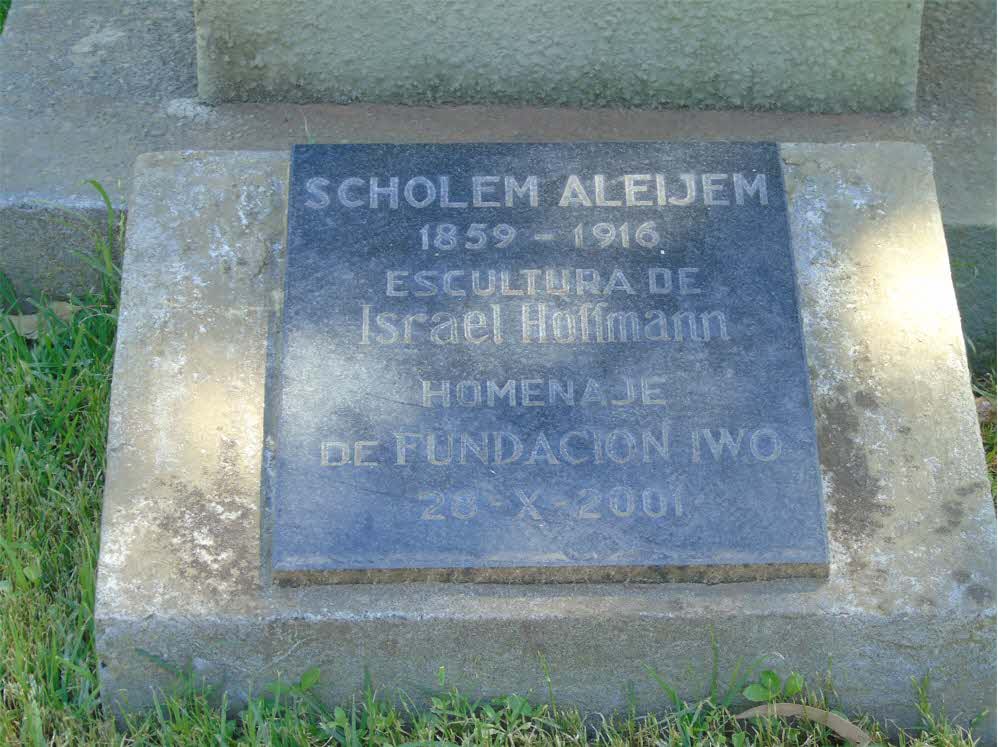 SCHOLEM ALEIJEM
1859 - 1916
ESCULTURA DE
Israel Hoffmann
HOMENAJE
DE FUNDACION IWO
28-X-2001